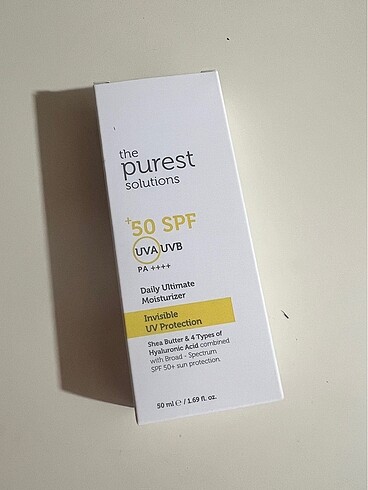 the
purest
solutions
+50 SPF
UVA UVB
PA ++++
Daily Ultimate
Moisturizer
Invisible
UV Protection
Shea Butter & 4 Types of
Hyaluronic Acid combined
with Broad - Spectrum
SPF 50+ sun protection.
50 ml ℮ / 1.69 fl. oz.